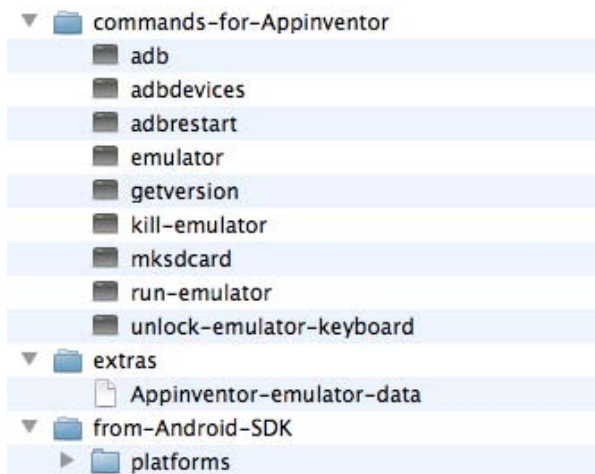 commands-for-Appinventor
adb
adbdevices
adbrestart
emulator
getversion
kill-emulator
mksdcard
run-emulator
unlock-emulator-keyboard
extras
Appinventor-emulator-data
from-Android-SDK
platforms